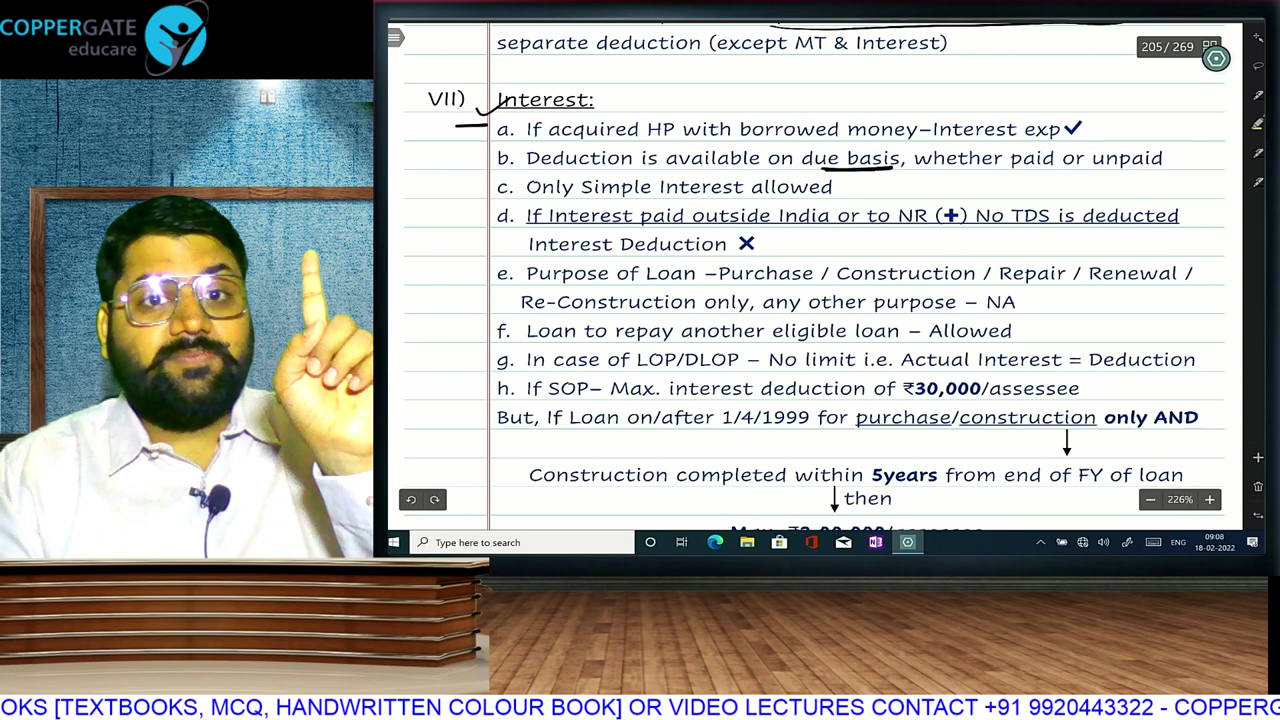 COPPERGATE
educare
separate deduction (except MT & Interest)
205 / 269
VII) Interest:
a. If acquired HP with borrowed money–Interest exp✓
b. Deduction is available on due basis, whether paid or unpaid
c. Only Simple Interest allowed
d. If Interest paid outside India or to NR (+) No TDS is deducted
Interest Deduction ✕
e. Purpose of Loan –Purchase / Construction / Repair / Renewal /
Re-Construction only, any other purpose – NA
f. Loan to repay another eligible loan – Allowed
g. In case of LOP/DLOP – No limit i.e. Actual Interest = Deduction
h. If SOP– Max. interest deduction of ₹30,000/assessee
But, If Loan on/after 1/4/1999 for purchase/construction only AND
Construction completed within 5years from end of FY of loan
then
226%
Max. ₹2,00,000/assessee
Type here to search
ENG
09:08
18-02-2022
OKS [TEXTBOOKS, MCQ, HANDWRITTEN COLOUR BOOK] OR VIDEO LECTURES CONTACT +91 9920443322 - COPPERG